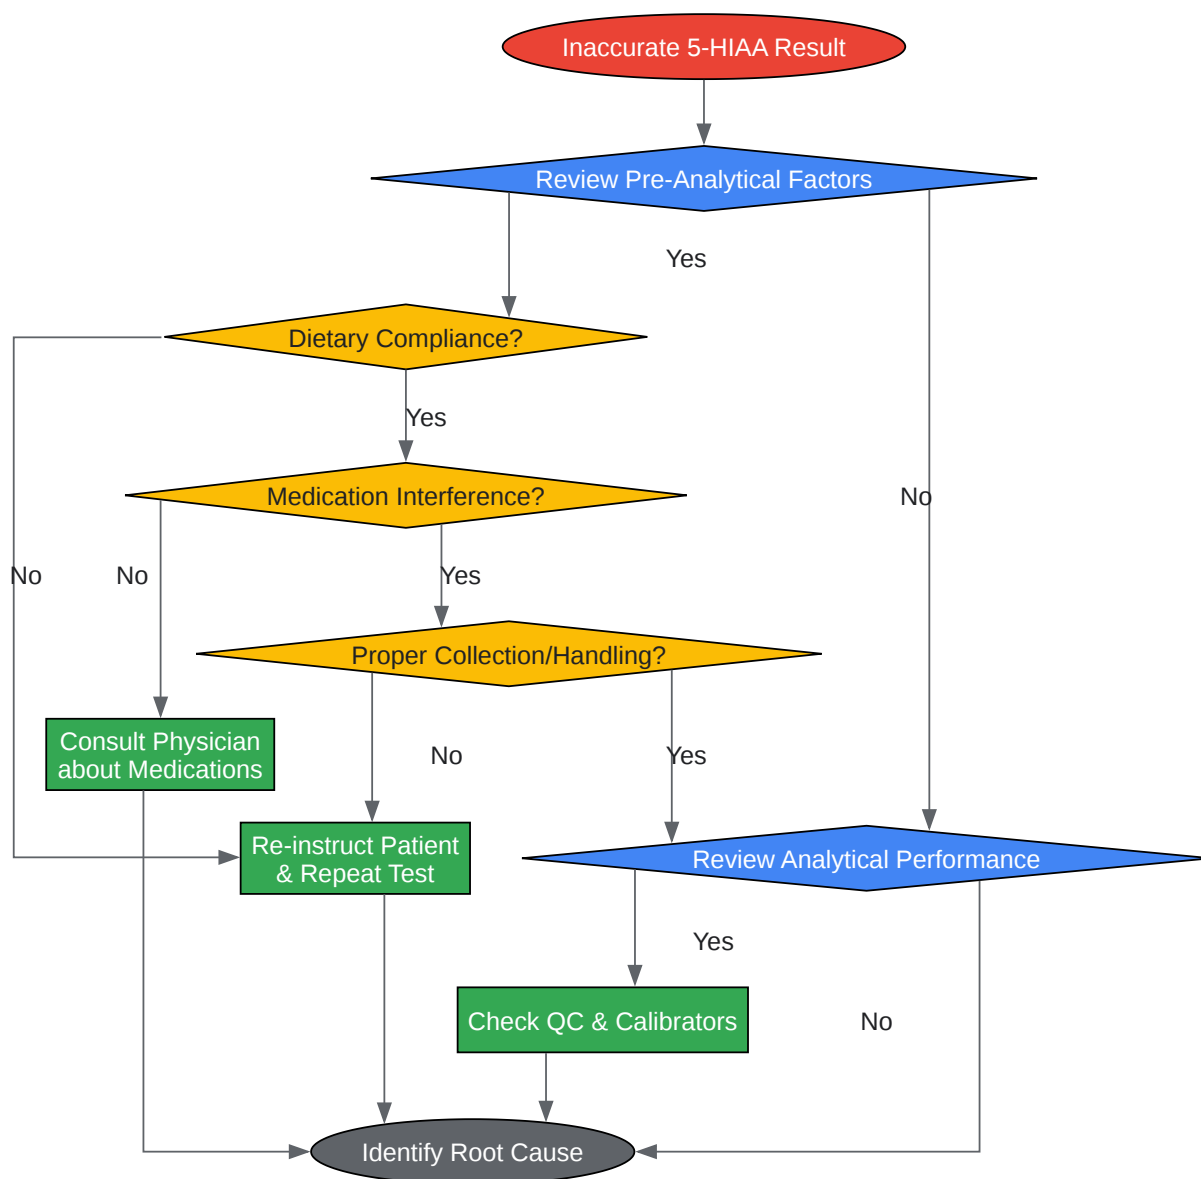 Inaccurate 5-HIAA Result
Review Pre-Analytical Factors
Yes
Dietary Compliance?
Yes
Medication Interference?
No
No
No
Yes
Proper Collection/Handling?
Consult Physician
about Medications
No
Yes
Re-instruct Patient
& Repeat Test
Review Analytical Performance
Yes
Check QC & Calibrators
No
Identify Root Cause